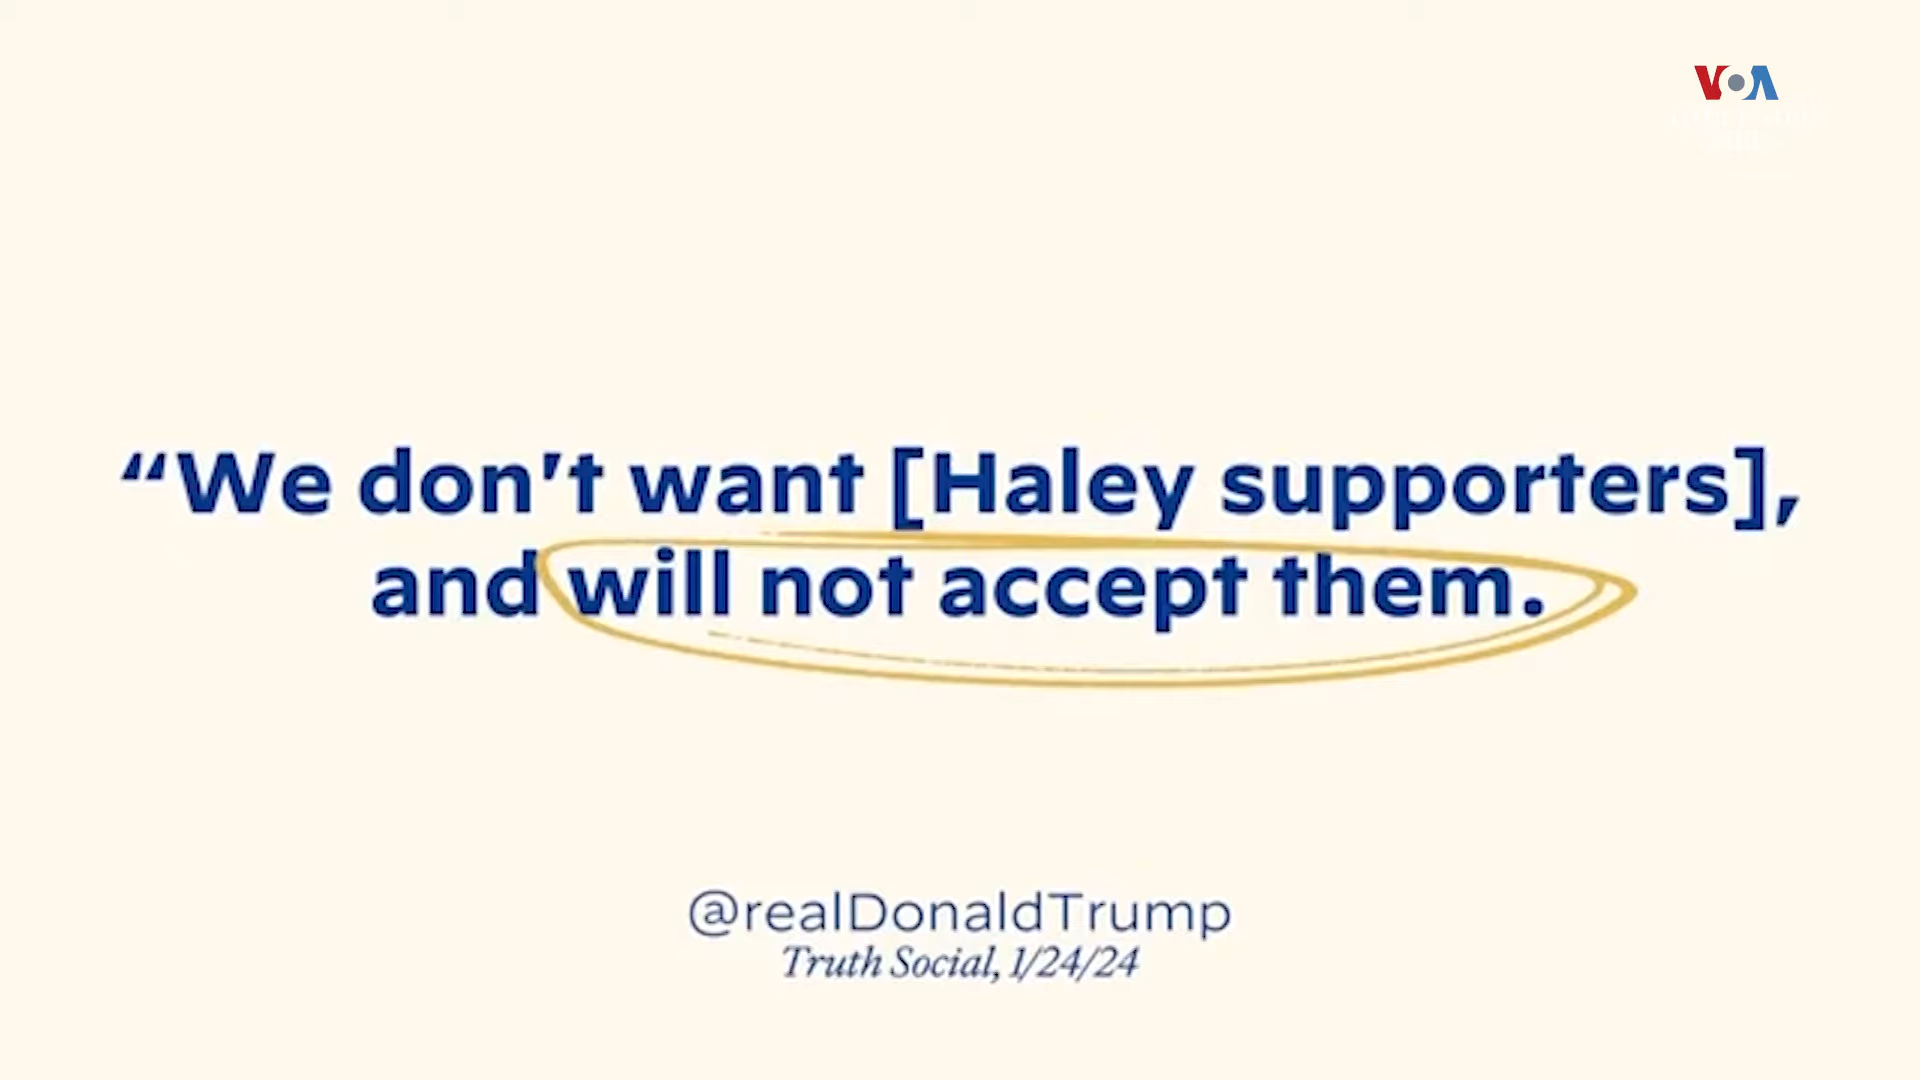 VOA
“We don’t want [Haley supporters],
and will not accept them.
@realDonaldTrump
Truth Social, 1/24/24